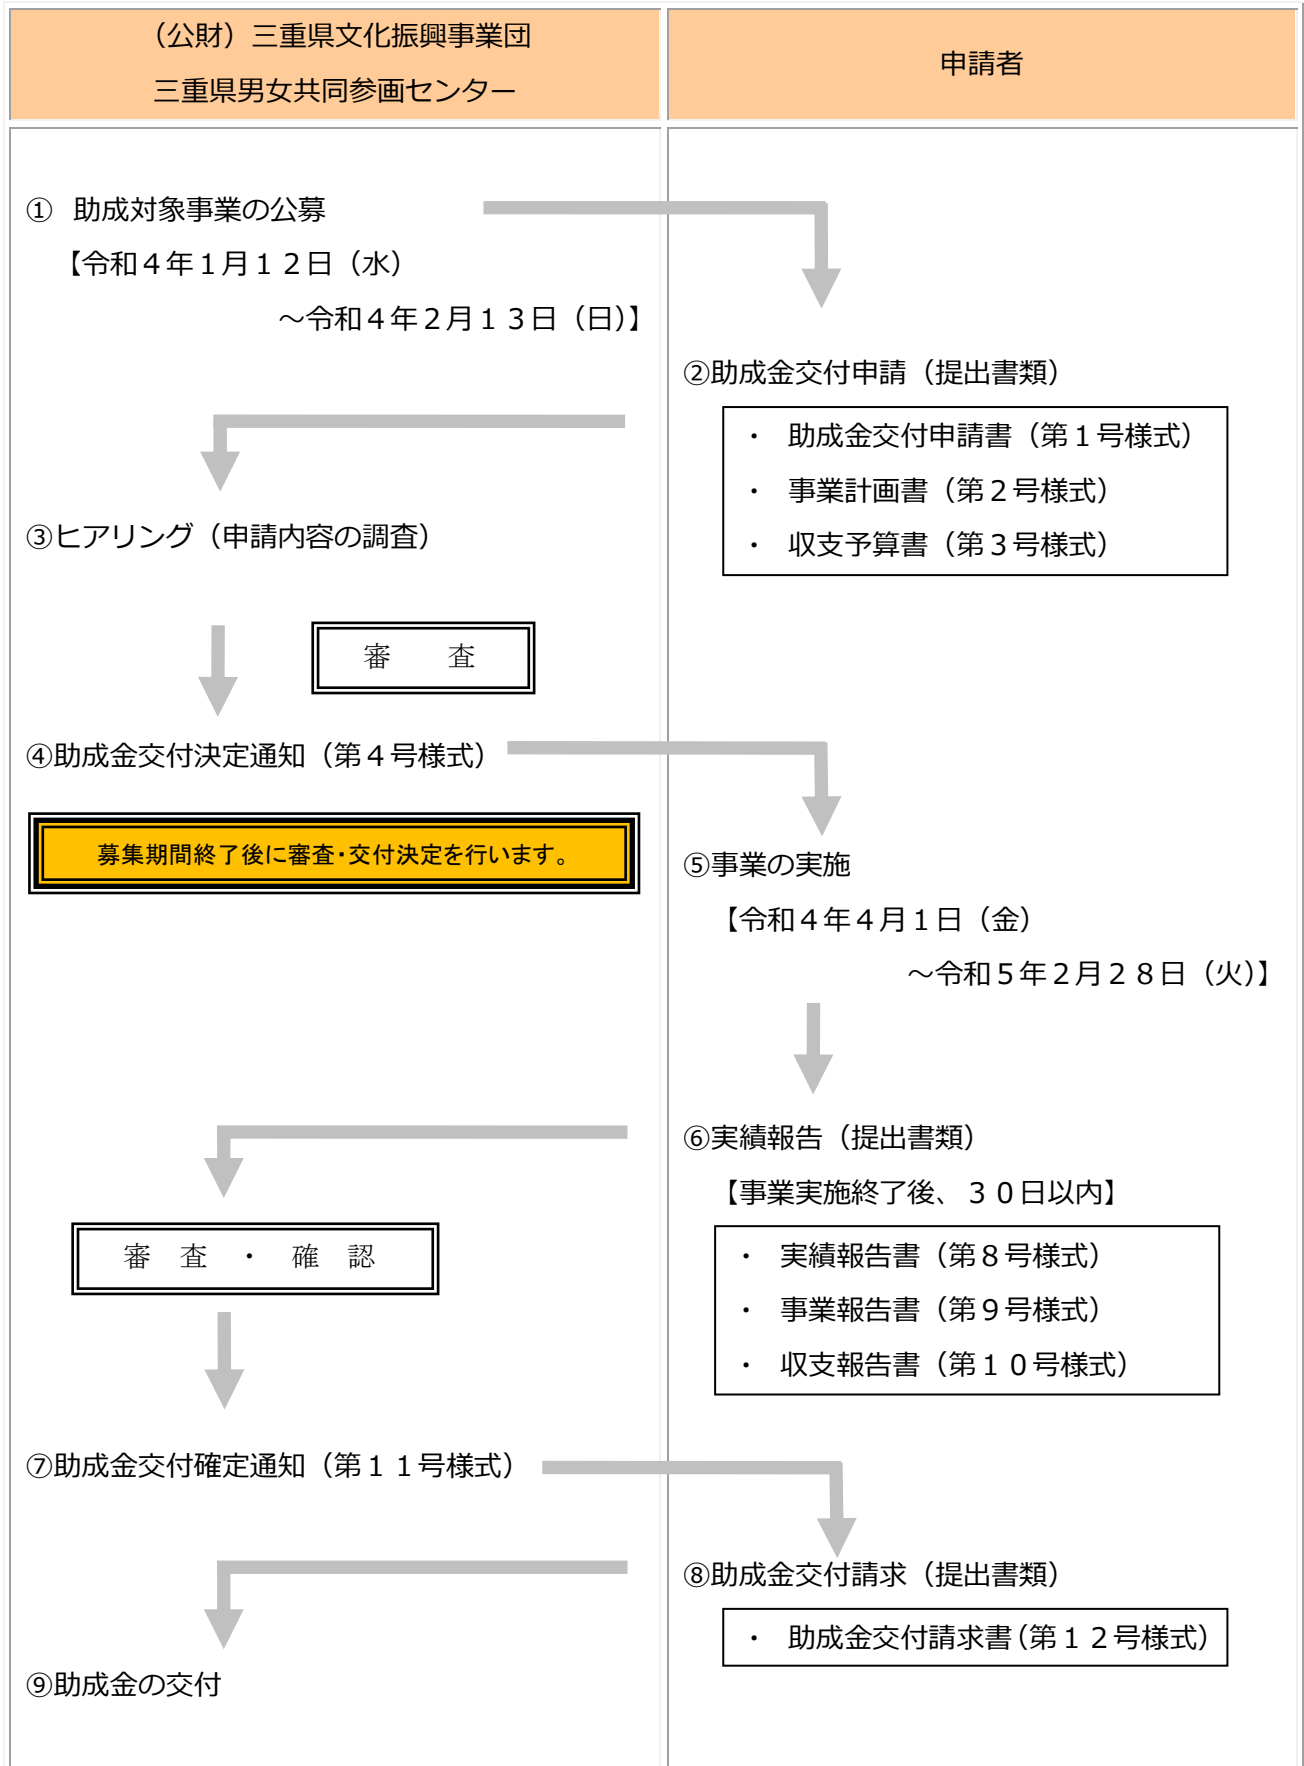 （公財）三重県文化振興事業団
三重県男女共同参画センター
申請者
① 助成対象事業の公募
【令和４年１月１２日（水）
～令和４年２月１３日（日）】
②助成金交付申請（提出書類）
・ 助成金交付申請書（第１号様式）
・ 事業計画書（第２号様式）
・ 収支予算書（第３号様式）
③ヒアリング（申請内容の調査）
審 査
④助成金交付決定通知（第４号様式）
募集期間終了後に審査・交付決定を行います。
⑤事業の実施
【令和４年４月１日（金）
～令和５年２月２８日（火）】
⑥実績報告（提出書類）
【事業実施終了後、３０日以内】
・ 実績報告書（第８号様式）
・ 事業報告書（第９号様式）
・ 収支報告書（第１０号様式）
審 査 ・ 確 認
⑦助成金交付確定通知（第１１号様式）
⑧助成金交付請求（提出書類）
・ 助成金交付請求書（第１２号様式）
⑨助成金の交付